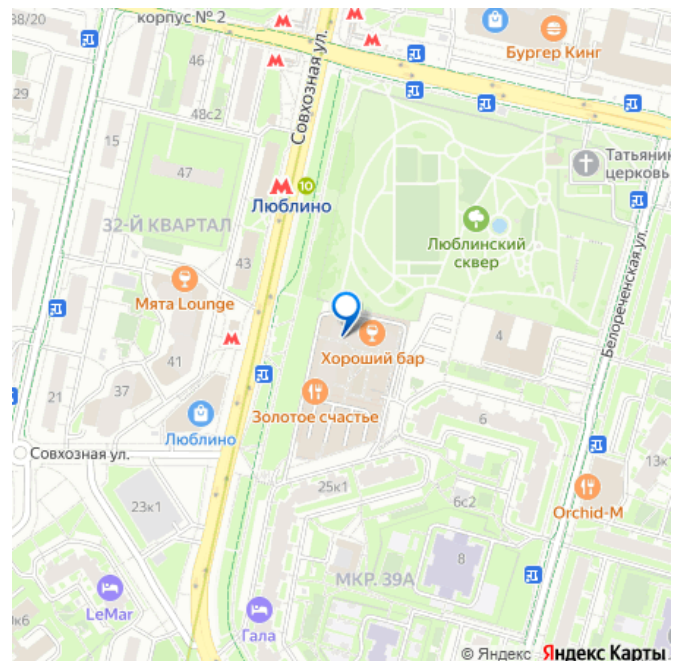 38/20
корпус № 2
46
Бургер Кинг
29
Совхозная ул.
48с2
15
47
Татьянин
церковь
10
Люблино
32-Й КВАРТАЛ
Люблинский
сквер
Белореченская ул.
43
Мята Lounge
4
41
Хороший бар
37
21
Золотое счастье
Люблино
6
Совхозная ул.
13к1
25к1
23к1
6с2
Orchid-M
8
МКР. 39А
LeMar
к6
Гала
© Яндекс Яндекс Карты